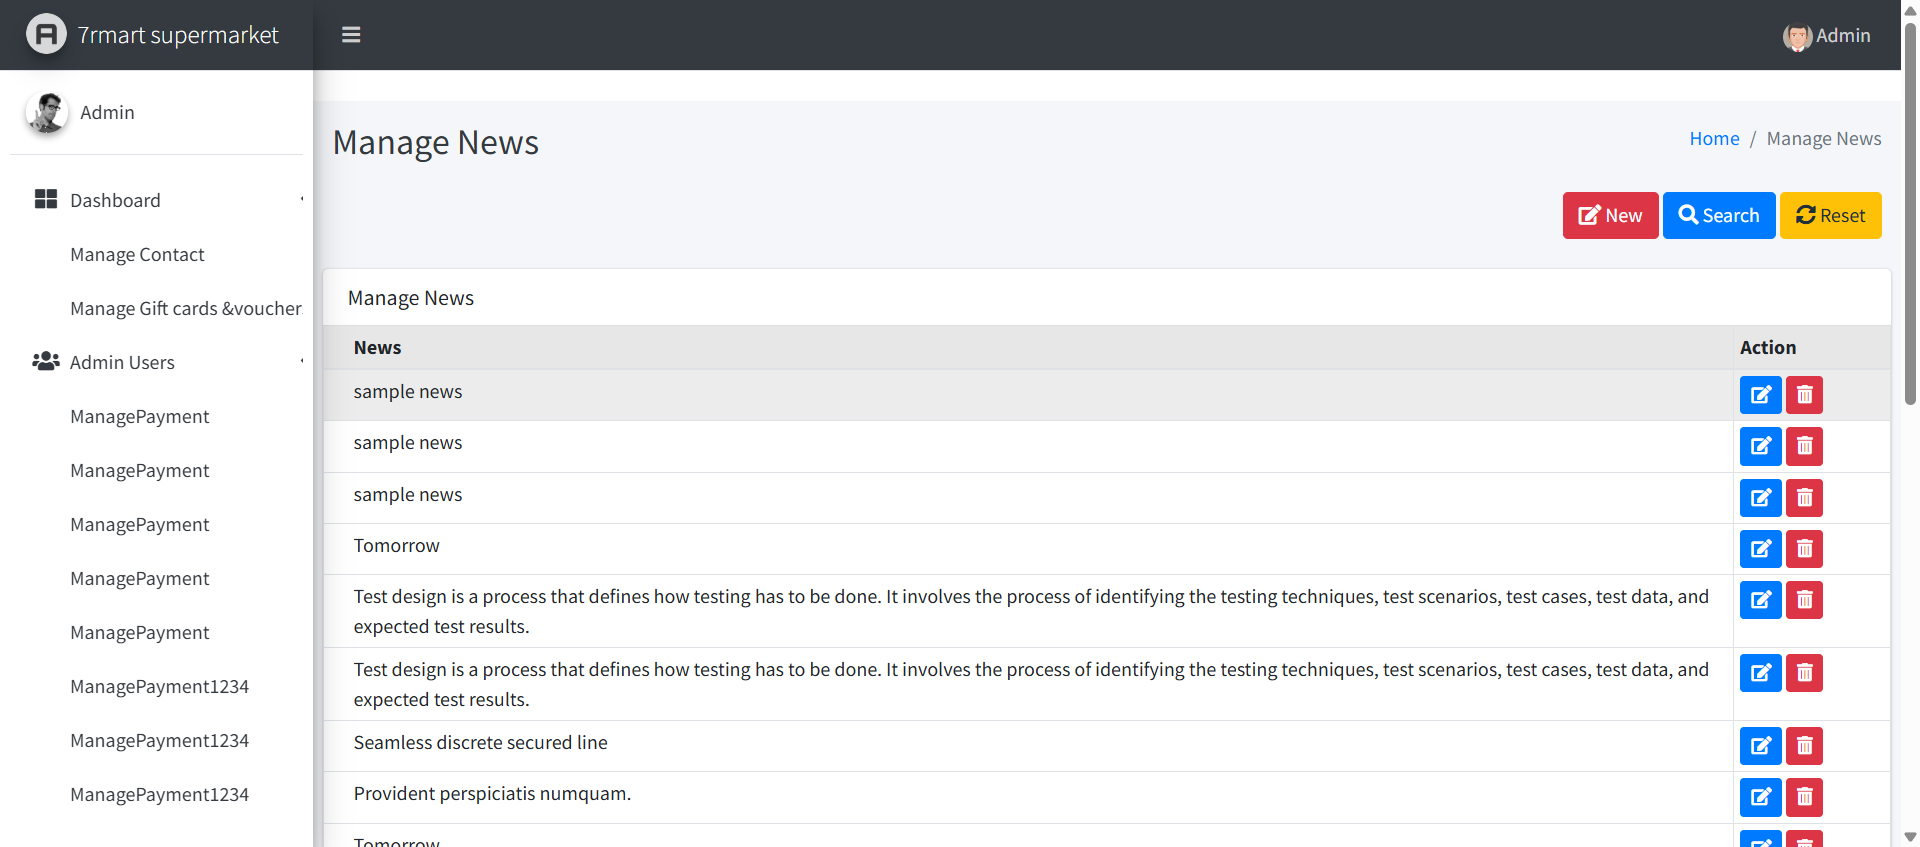 7rmart supermarket
Admin
Admin
Dashboard
Manage Contact
Manage Gift cards &voucher
Admin Users
ManagePayment
ManagePayment
ManagePayment
ManagePayment
ManagePayment
ManagePayment1234
ManagePayment1234
ManagePayment1234
Manage News
Home / Manage News
New Search Reset
Manage News
News Action
sample news
sample news
sample news
Tomorrow
Test design is a process that defines how testing has to be done. It involves the process of identifying the testing techniques, test scenarios, test cases, test data, and
expected test results.
Test design is a process that defines how testing has to be done. It involves the process of identifying the testing techniques, test scenarios, test cases, test data, and
expected test results.
Seamless discrete secured line
Provident perspiciatis numquam.
Tomorrow